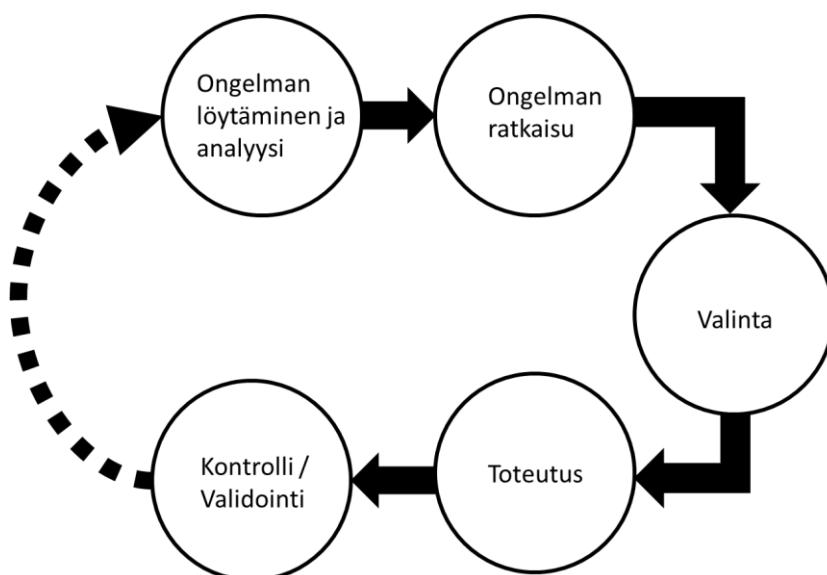 Ongelman
löytäminen ja
analyysi
Ongelman
ratkaisu
Valinta
Toteutus
Kontrolli /
Validointi